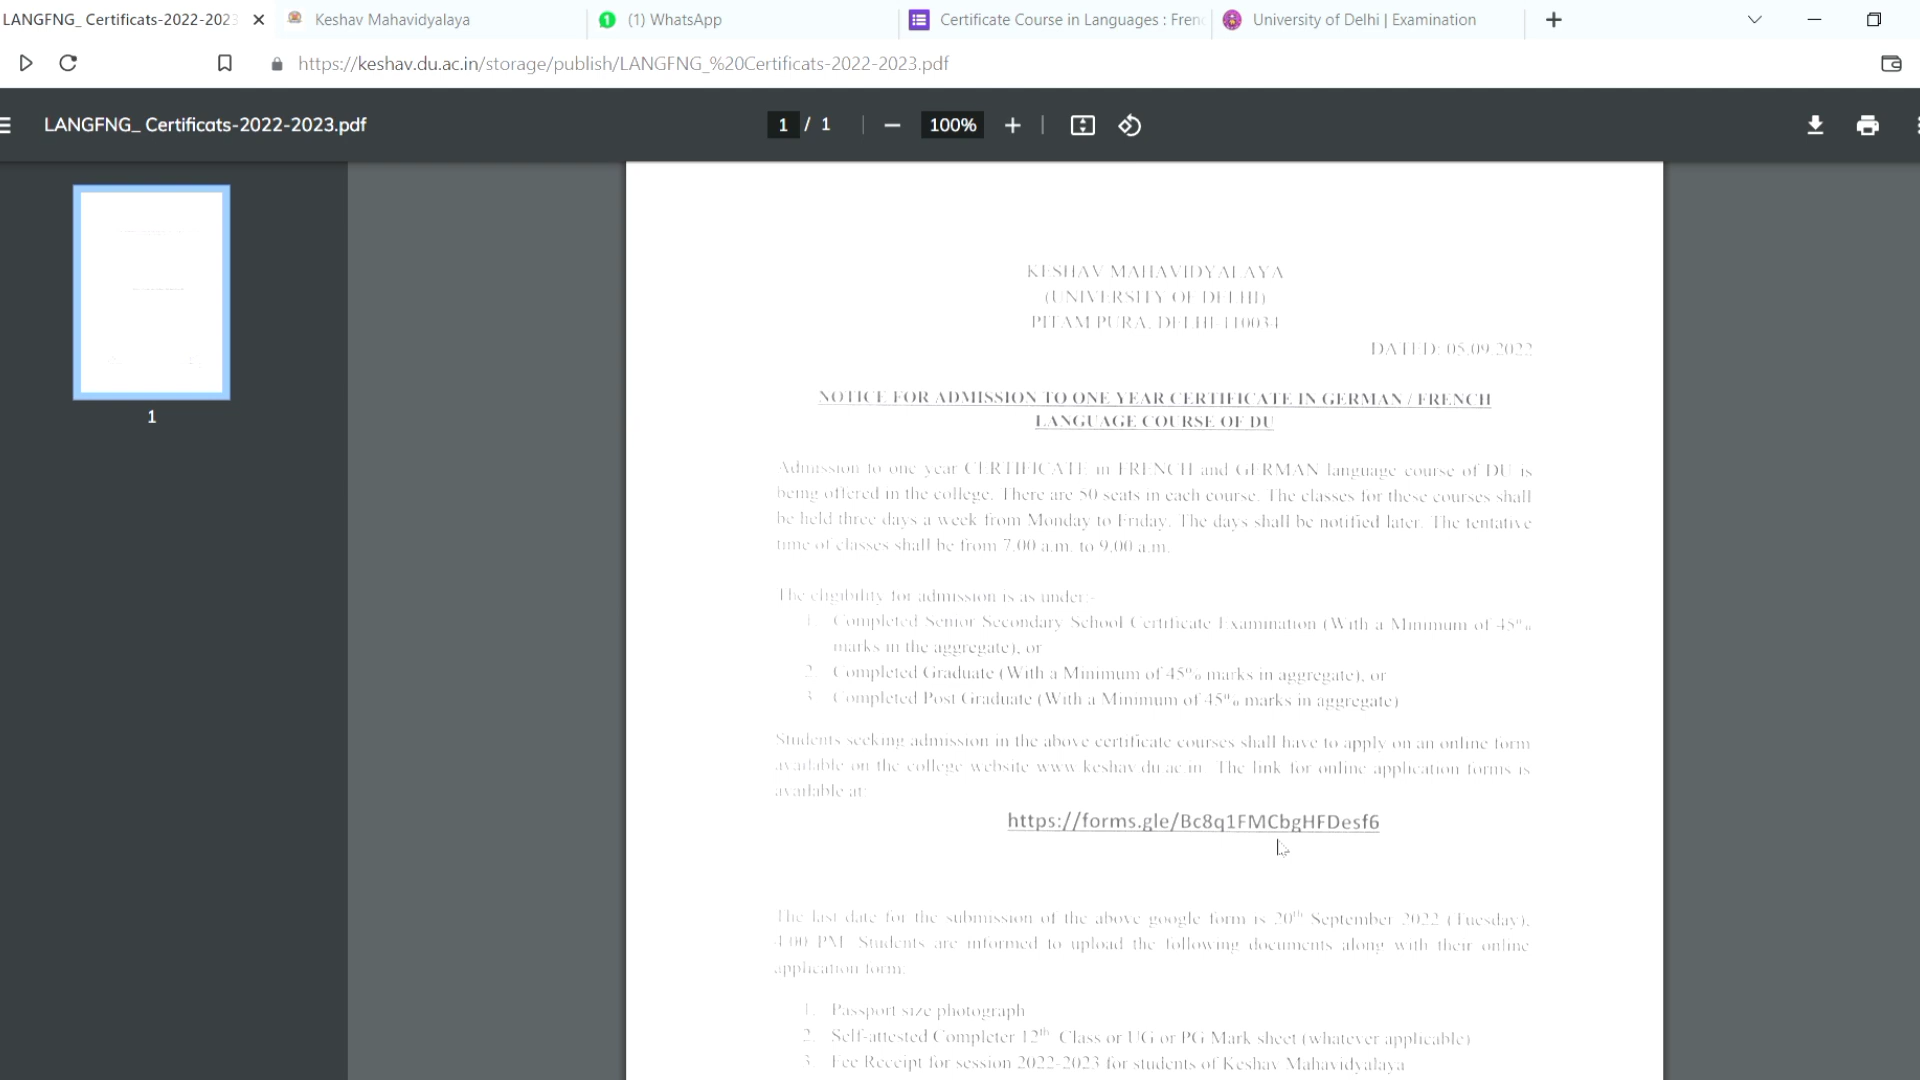 LANGFNG_ Certificats-2022-2023
Keshav Mahavidyalaya
(1) WhatsApp
Certificate Course in Languages : Fren
University of Delhi | Examination
https://keshav.du.ac.in/storage/publish/LANGFNG_%20Certificats-2022-2023.pdf
LANGFNG_ Certificats-2022-2023.pdf
1 / 1
100%
1
KESHAV MAHAVIDYALAYA
(UNIVERSITY OF DELHI)
PITAM PURA, DELHI-110034
DATED: 05.09.2022
NOTICE FOR ADMISSION TO ONE YEAR CERTIFICATE IN GERMAN / FRENCH
LANGUAGE COURSE OF DU
Admission to one year CERTIFICATE in FRENCH and GERMAN language course of DU is
being offered in the college. There are 50 seats in each course. The classes for these courses shall
be held three days a week from Monday to Friday. The days shall be notified later. The tentative
time of classes shall be from 7.00 a.m. to 9.00 a.m.
The eligibility for admission is as under:-
1. Completed Senior Secondary School Certificate Examination (With a Minimum of 45%
marks in the aggregate), or
2. Completed Graduate (With a Minimum of 45% marks in aggregate), or
3. Completed Post Graduate (With a Minimum of 45% marks in aggregate)
Students seeking admission in the above certificate courses shall have to apply on an online form
available on the college website www.keshav.du.ac.in. The link for online application forms is
available at:
https://forms.gle/Bc8q1FMCbgHFDesf6
The last date for the submission of the above google form is 20th September 2022 (Tuesday),
4:00 PM. Students are informed to upload the following documents along with their online
application form:
1. Passport size photograph
2. Self-attested Completer 12th Class or UG or PG Mark sheet (whatever applicable)
3. Fee Receipt for session 2022-2023 for students of Keshav Mahavidyalaya